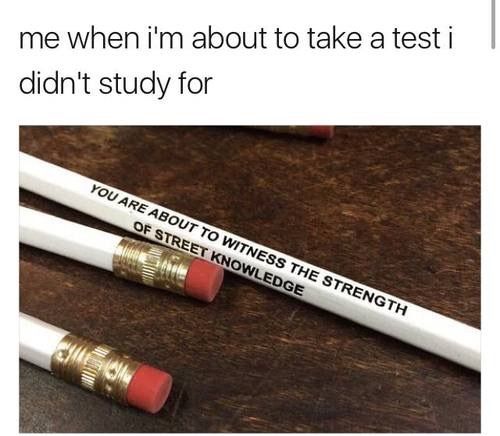 me when i'm about to take a test i
didn't study for
YOU ARE ABOUT TO WITNESS THE STRENGTH
OF STREET KNOWLEDGE